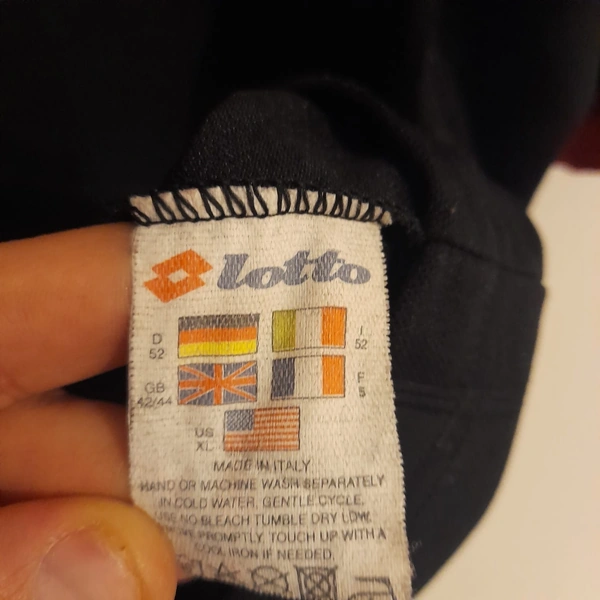 lotto
D
52
I
52
GB
42/44
F
5
US
XL
MADE IN ITALY
HAND OR MACHINE WASH SEPARATELY
IN COLD WATER, GENTLE CYCLE,
USE NO BLEACH TUMBLE DRY LOW,
PROMPTLY, TOUCH UP WITH A
COOL IRON IF NEEDED.